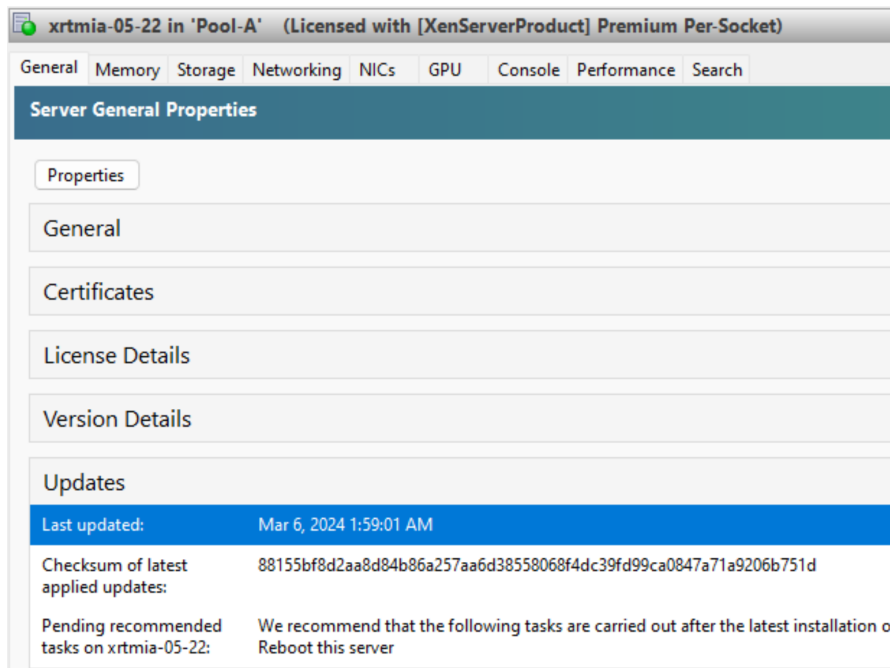 xrtmia-05-22 in 'Pool-A' (Licensed with [XenServerProduct] Premium Per-Socket)
General Memory Storage Networking NICs GPU Console Performance Search
Server General Properties
Properties
General
Certificates
License Details
Version Details
Updates
Last updated: Mar 6, 2024 1:59:01 AM
Checksum of latest 88155bf8d2aa8d84b86a257aa6d38558068f4dc39fd99ca0847a71a9206b751d
applied updates:
Pending recommended We recommend that the following tasks are carried out after the latest installation o
tasks on xrtmia-05-22: Reboot this server